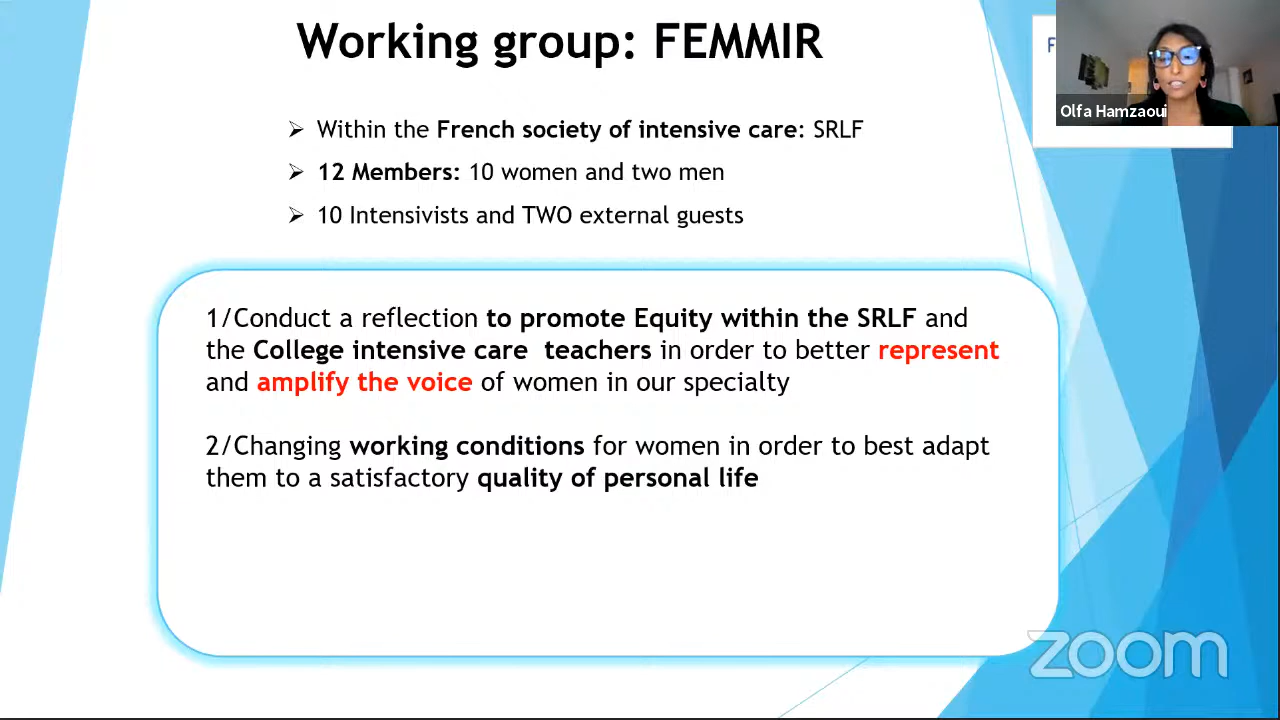 Working group: FEMMIR
F
Olfa Hamzaoui
➢ Within the French society of intensive care: SRLF
➢ 12 Members: 10 women and two men
➢ 10 Intensivists and TWO external guests
1/Conduct a reflection to promote Equity within the SRLF and
the College intensive care teachers in order to better represent
and amplify the voice of women in our specialty
2/Changing working conditions for women in order to best adapt
them to a satisfactory quality of personal life
zoom